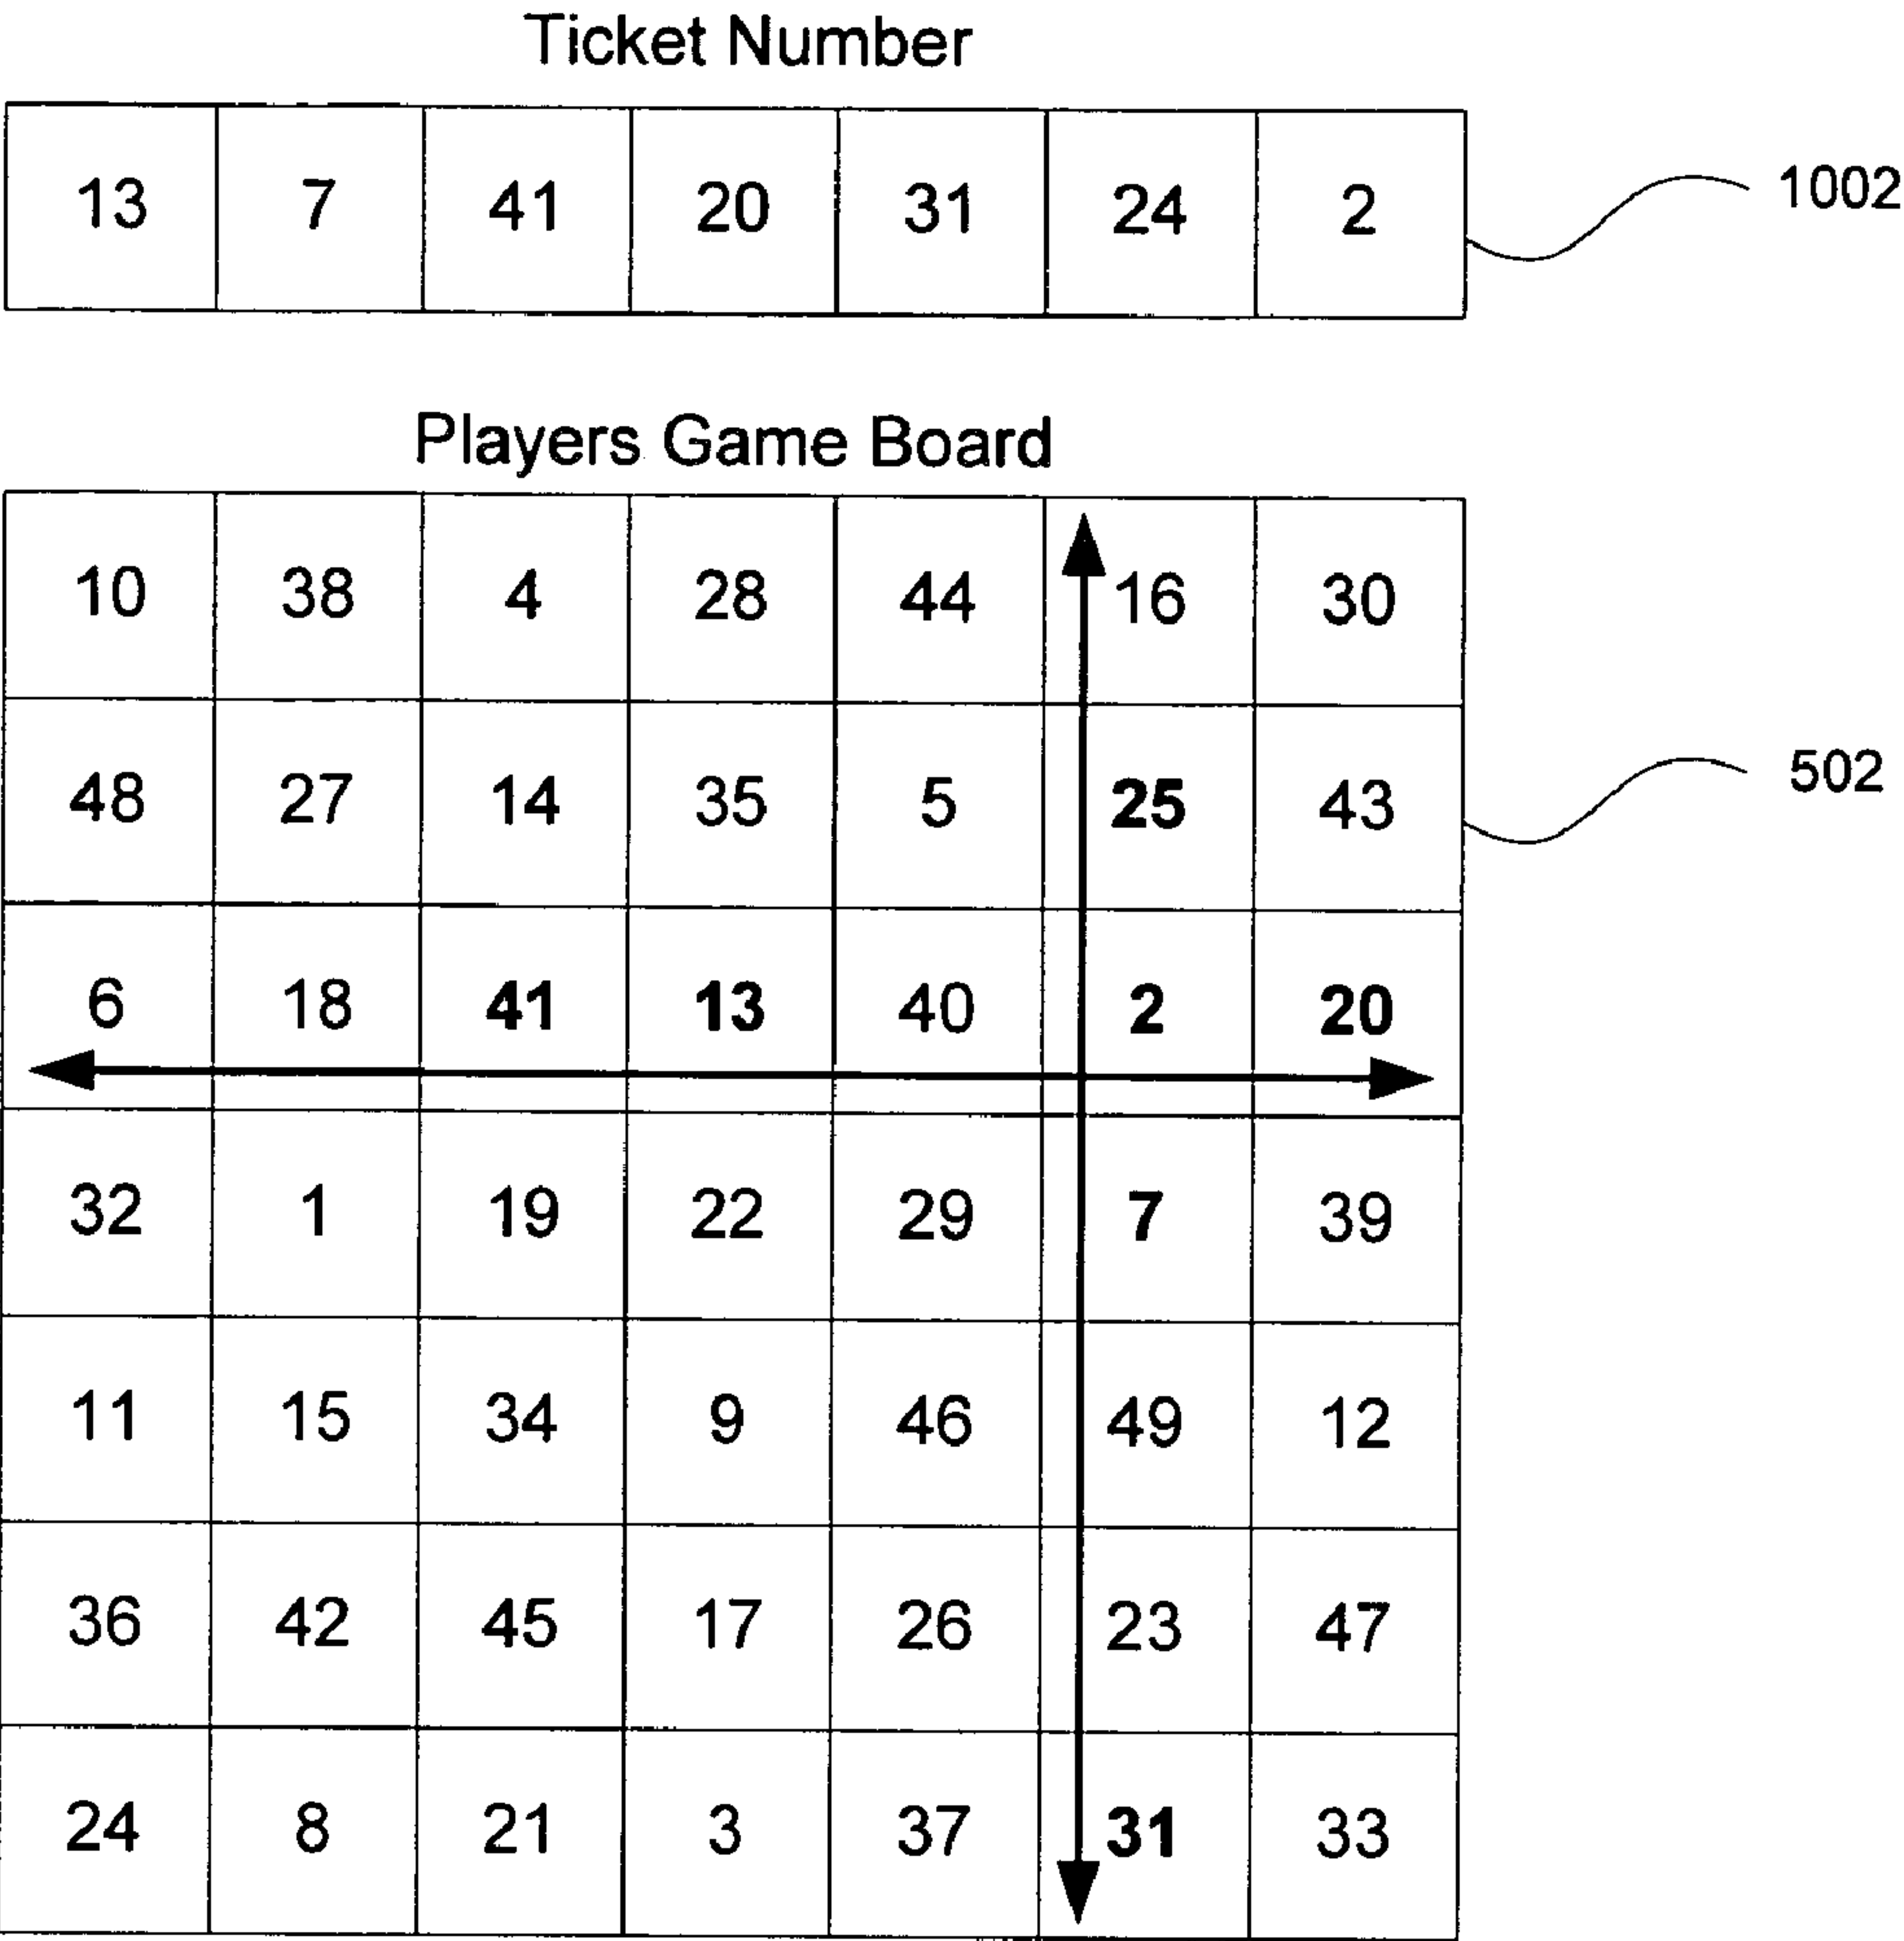 Ticket Number
13 7 41 20 31 24 2
1002
Players Game Board
10 38 4 28 44 16 30
48 27 14 35 5 25 43
502
6 18 41 13 40 2 20
32 1 19 22 29 7 39
11 15 34 9 46 49 12
36 42 45 17 26 23 47
24 8 21 3 37 31 33